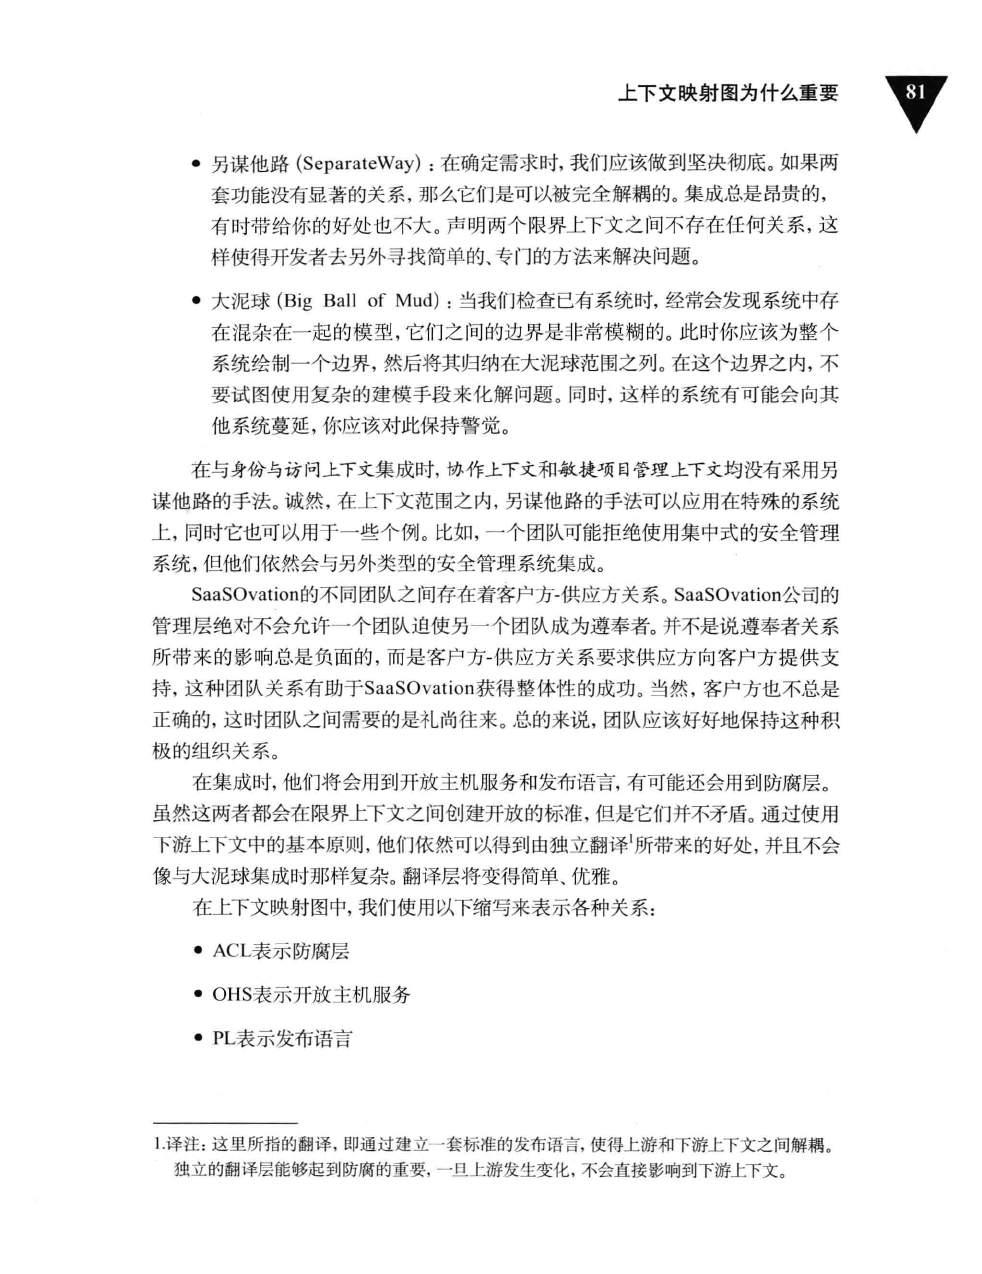 上下文映射图为什么重要 81
● 另谋他路 (SeparateWay) : 在确定需求时, 我们应该做到坚决彻底。如果两
套功能没有显著的关系, 那么它们是可以被完全解耦的。集成总是昂贵的,
有时带给你的好处也不大。声明两个限界上下文之间不存在任何关系, 这
样使得开发者去另外寻找简单的、专门的方法来解决问题。
● 大泥球 (Big Ball of Mud) : 当我们检查已有系统时, 经常会发现系统中存
在混杂在一起的模型, 它们之间的边界是非常模糊的。此时你应该为整个
系统绘制一个边界, 然后将其归纳在大泥球范围之列。在这个边界之内, 不
要试图使用复杂的建模手段来化解问题。同时, 这样的系统有可能会向其
他系统蔓延, 你应该对此保持警觉。
在与身份与访问上下文集成时, 协作上下文和敏捷项目管理上下文均没有采用另
谋他路的手法。诚然, 在上下文范围之内, 另谋他路的手法可以应用在特殊的系统
上, 同时它也可以用于一些个例。比如, 一个团队可能拒绝使用集中式的安全管理
系统, 但他们依然会与另外类型的安全管理系统集成。
SaaSOvation的不同团队之间存在着客户方-供应方关系。SaaSOvation公司的
管理层绝对不会允许一个团队迫使另一个团队成为遵奉者。并不是说遵奉者关系
所带来的影响总是负面的, 而是客户方-供应方关系要求供应方向客户方提供支
持, 这种团队关系有助于SaaSOvation获得整体性的成功。当然, 客户方也不总是
正确的, 这时团队之间需要的是礼尚往来。总的来说, 团队应该好好地保持这种积
极的组织关系。
在集成时, 他们将会用到开放主机服务和发布语言, 有可能还会用到防腐层。
虽然这两者都会在限界上下文之间创建开放的标准, 但是它们并不矛盾。通过使用
下游上下文中的基本原则, 他们依然可以得到由独立翻译¹所带来的好处, 并且不会
像与大泥球集成时那样复杂。翻译层将变得简单、优雅。
在上下文映射图中, 我们使用以下缩写来表示各种关系:
● ACL表示防腐层
● OHS表示开放主机服务
● PL表示发布语言
1.译注: 这里所指的翻译, 即通过建立一套标准的发布语言, 使得上游和下游上下文之间解耦。
独立的翻译层能够起到防腐的重要, 一旦上游发生变化, 不会直接影响到下游上下文。